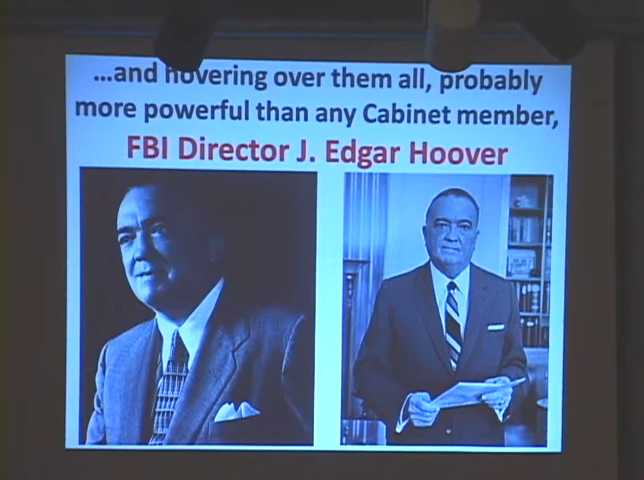 ...and hovering over them all, probably
more powerful than any Cabinet member,
FBI Director J. Edgar Hoover